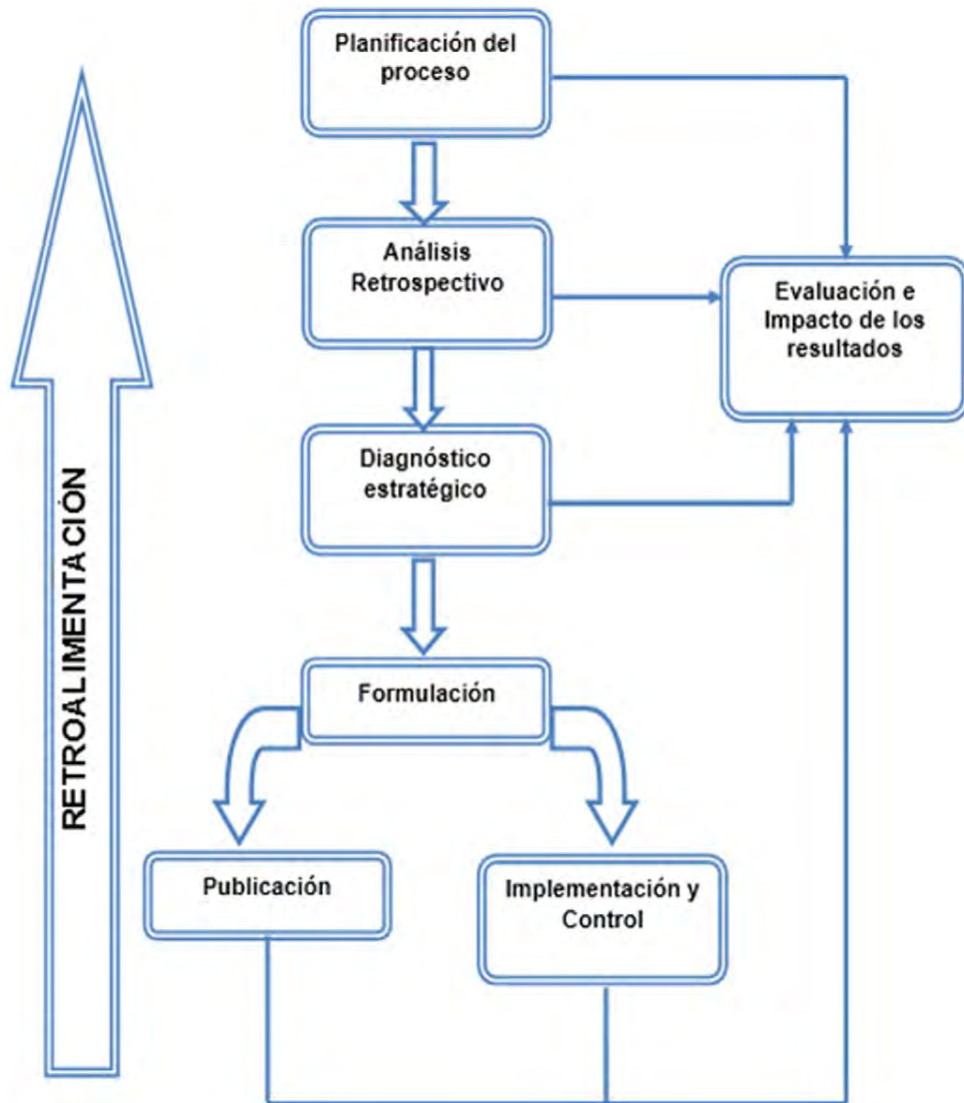 Planificación del
proceso
Análisis
Retrospectivo
Evaluación e
Impacto de los
resultados
Diagnóstico
estratégico
RETROALIMENTACIÓN
Formulación
Publicación
Implementación y
Control